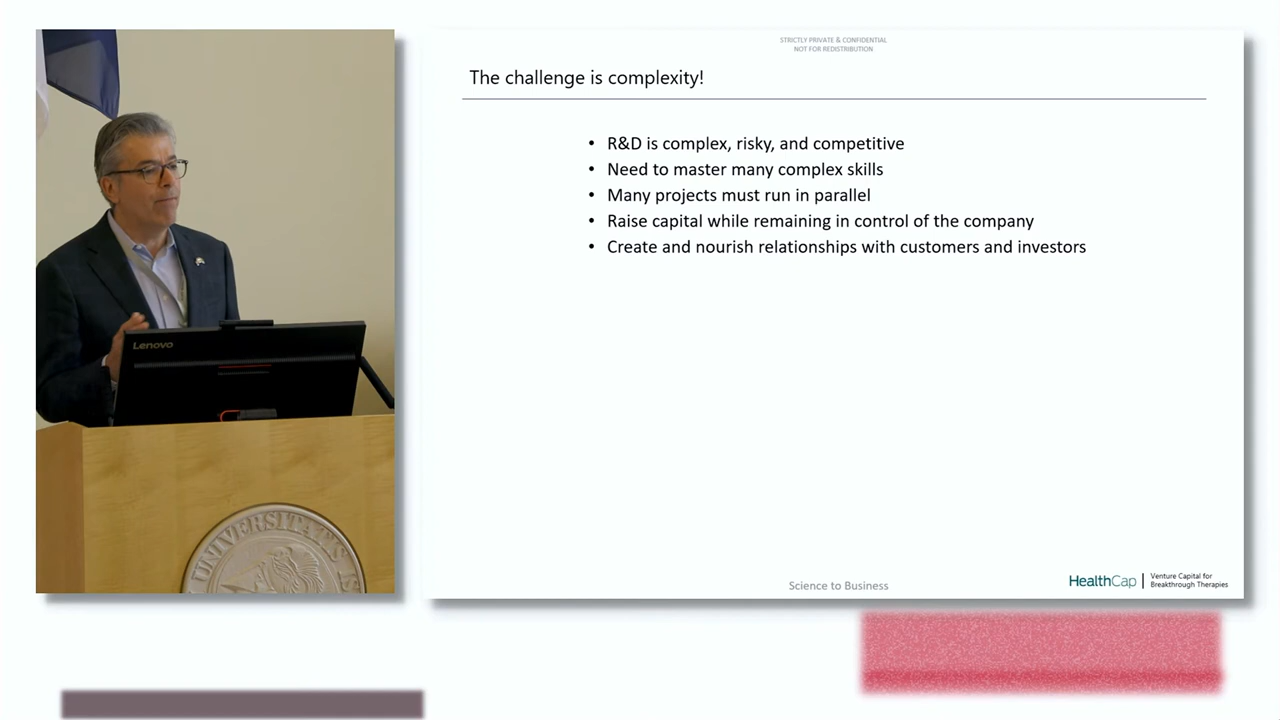 STRICTLY PRIVATE & CONFIDENTIAL
NOT FOR REDISTRIBUTION
The challenge is complexity!
• R&D is complex, risky, and competitive
• Need to master many complex skills
• Many projects must run in parallel
• Raise capital while remaining in control of the company
• Create and nourish relationships with customers and investors
Science to Business
HealthCap
Venture Capital for
Breakthrough Therapies
Lenovo
UNIVERSITATIS